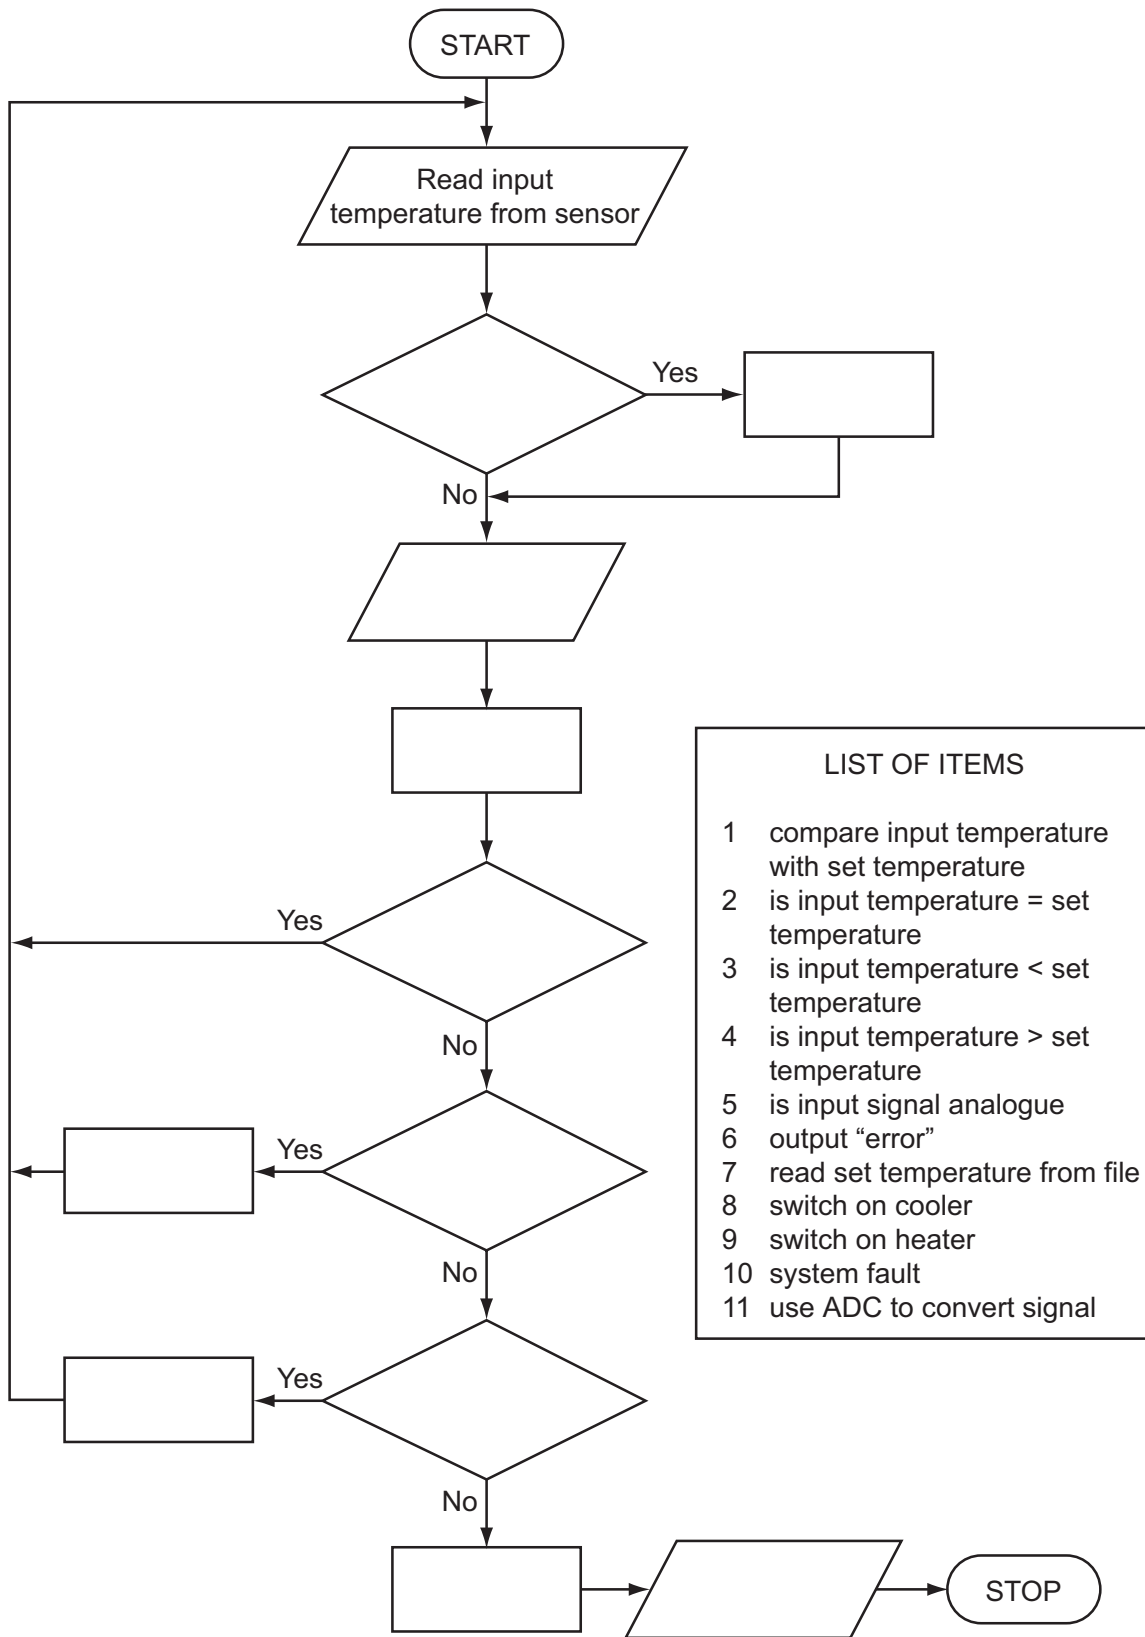 START
Read input
temperature from sensor
Yes
No
Yes
No
Yes
No
Yes
No
STOP
LIST OF ITEMS
1 compare input temperature
with set temperature
2 is input temperature = set
temperature
3 is input temperature < set
temperature
4 is input temperature > set
temperature
5 is input signal analogue
6 output “error”
7 read set temperature from file
8 switch on cooler
9 switch on heater
10 system fault
11 use ADC to convert signal